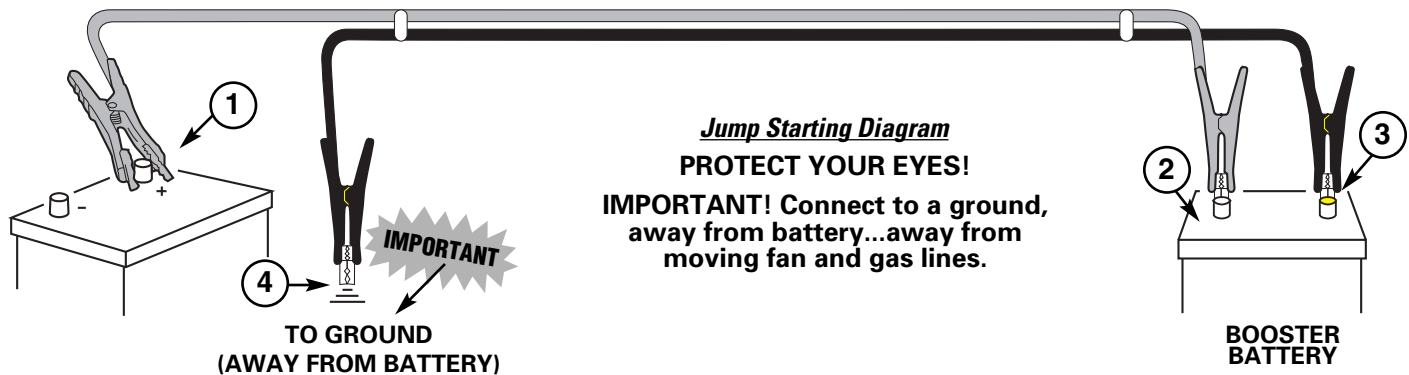 1
Jump Starting Diagram
PROTECT YOUR EYES!
IMPORTANT! Connect to a ground,
away from battery...away from
moving fan and gas lines.
2
3
- +
IMPORTANT
4
TO GROUND
(AWAY FROM BATTERY)
BOOSTER
BATTERY